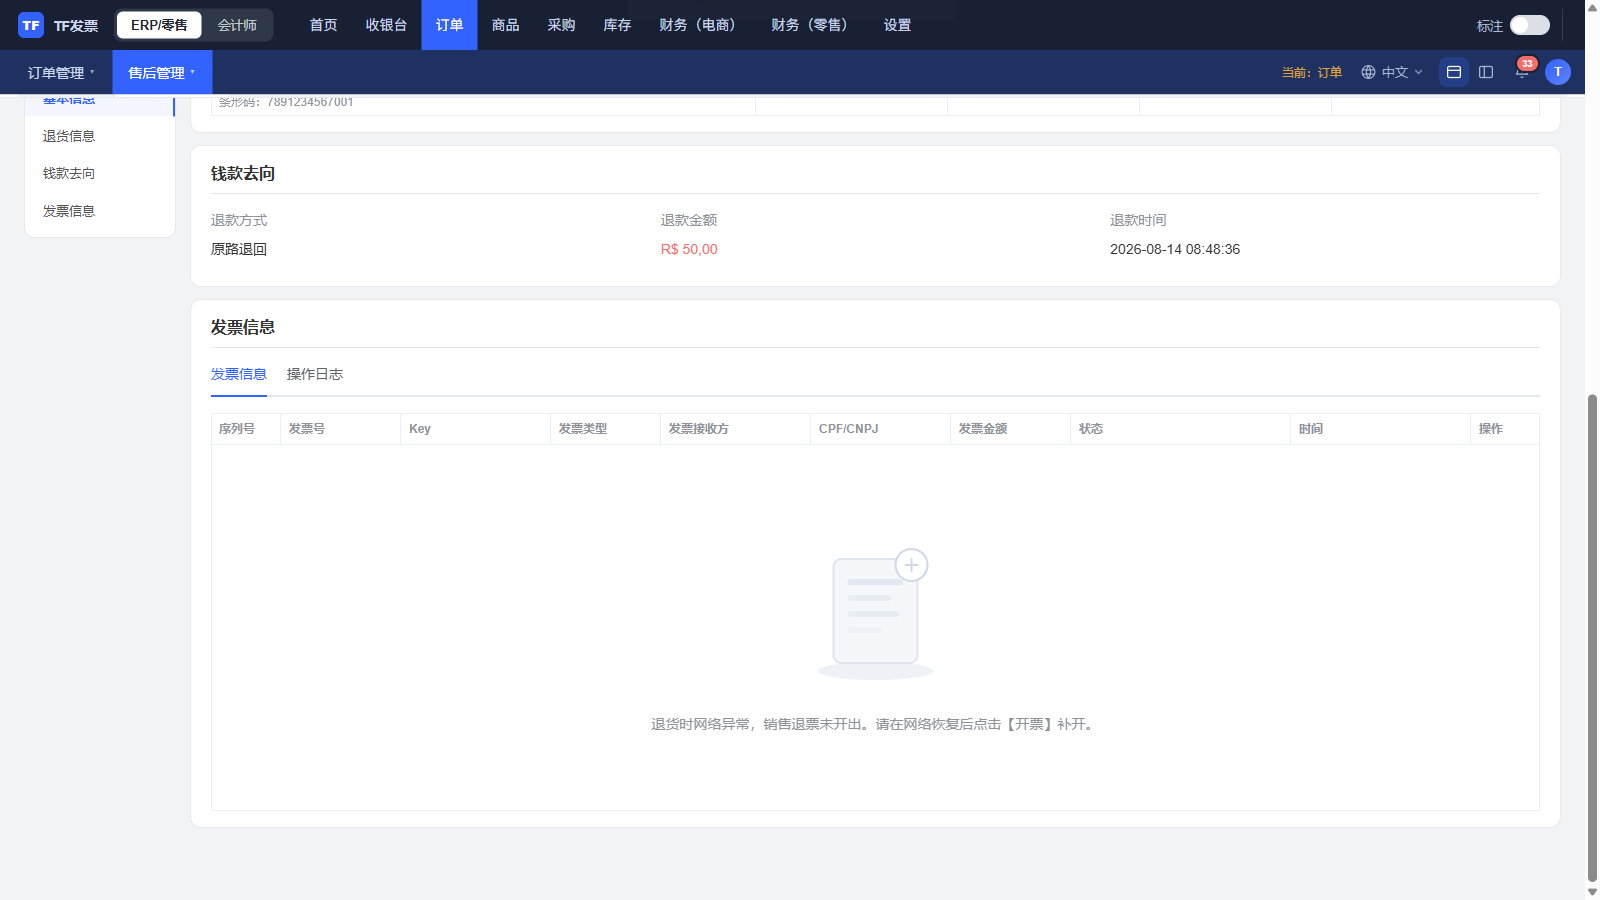 TF TF发票 ERP/零售 会计师 首页 收银台 订单 商品 采购 库存 财务（电商） 财务（零售） 设置 标注
订单管理 售后管理 当前：订单 中文 33 T
基本信息
条形码：7891234567001
退货信息
钱款去向
发票信息
钱款去向
退款方式 退款金额 退款时间
原路退回 R$ 50,00 2026-08-14 08:48:36
发票信息
发票信息 操作日志
序列号 发票号 Key 发票类型 发票接收方 CPF/CNPJ 发票金额 状态 时间 操作
退货时网络异常，销售退票未开出。请在网络恢复后点击【开票】补开。